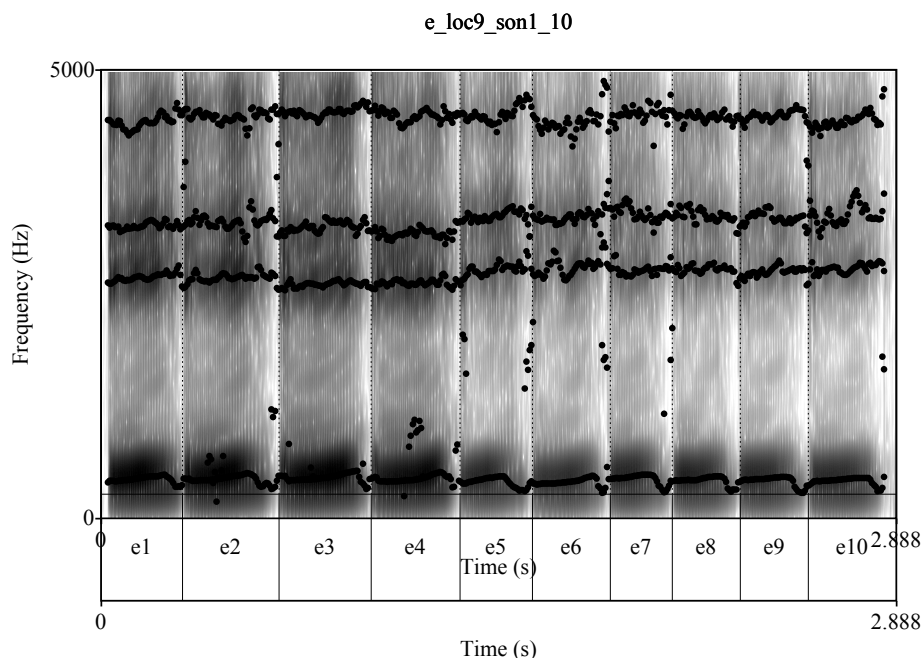 e_loc9_son1_10
5000
Frequency (Hz)
0
0 2.888
e1 e2 e3 e4 e5 e6 e7 e8 e9 e10
Time (s)
0 2.888
Time (s)